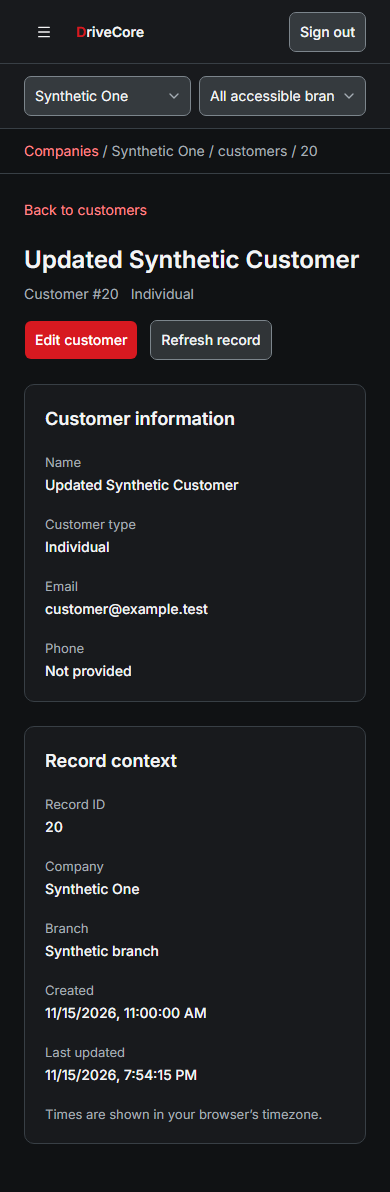 DriveCore
Sign out
Synthetic One
All accessible bran
Companies / Synthetic One / customers / 20
Back to customers
Updated Synthetic Customer
Customer #20 Individual
Edit customer
Refresh record
Customer information
Name
Updated Synthetic Customer
Customer type
Individual
Email
customer@example.test
Phone
Not provided
Record context
Record ID
20
Company
Synthetic One
Branch
Synthetic branch
Created
11/15/2026, 11:00:00 AM
Last updated
11/15/2026, 7:54:15 PM
Times are shown in your browser’s timezone.